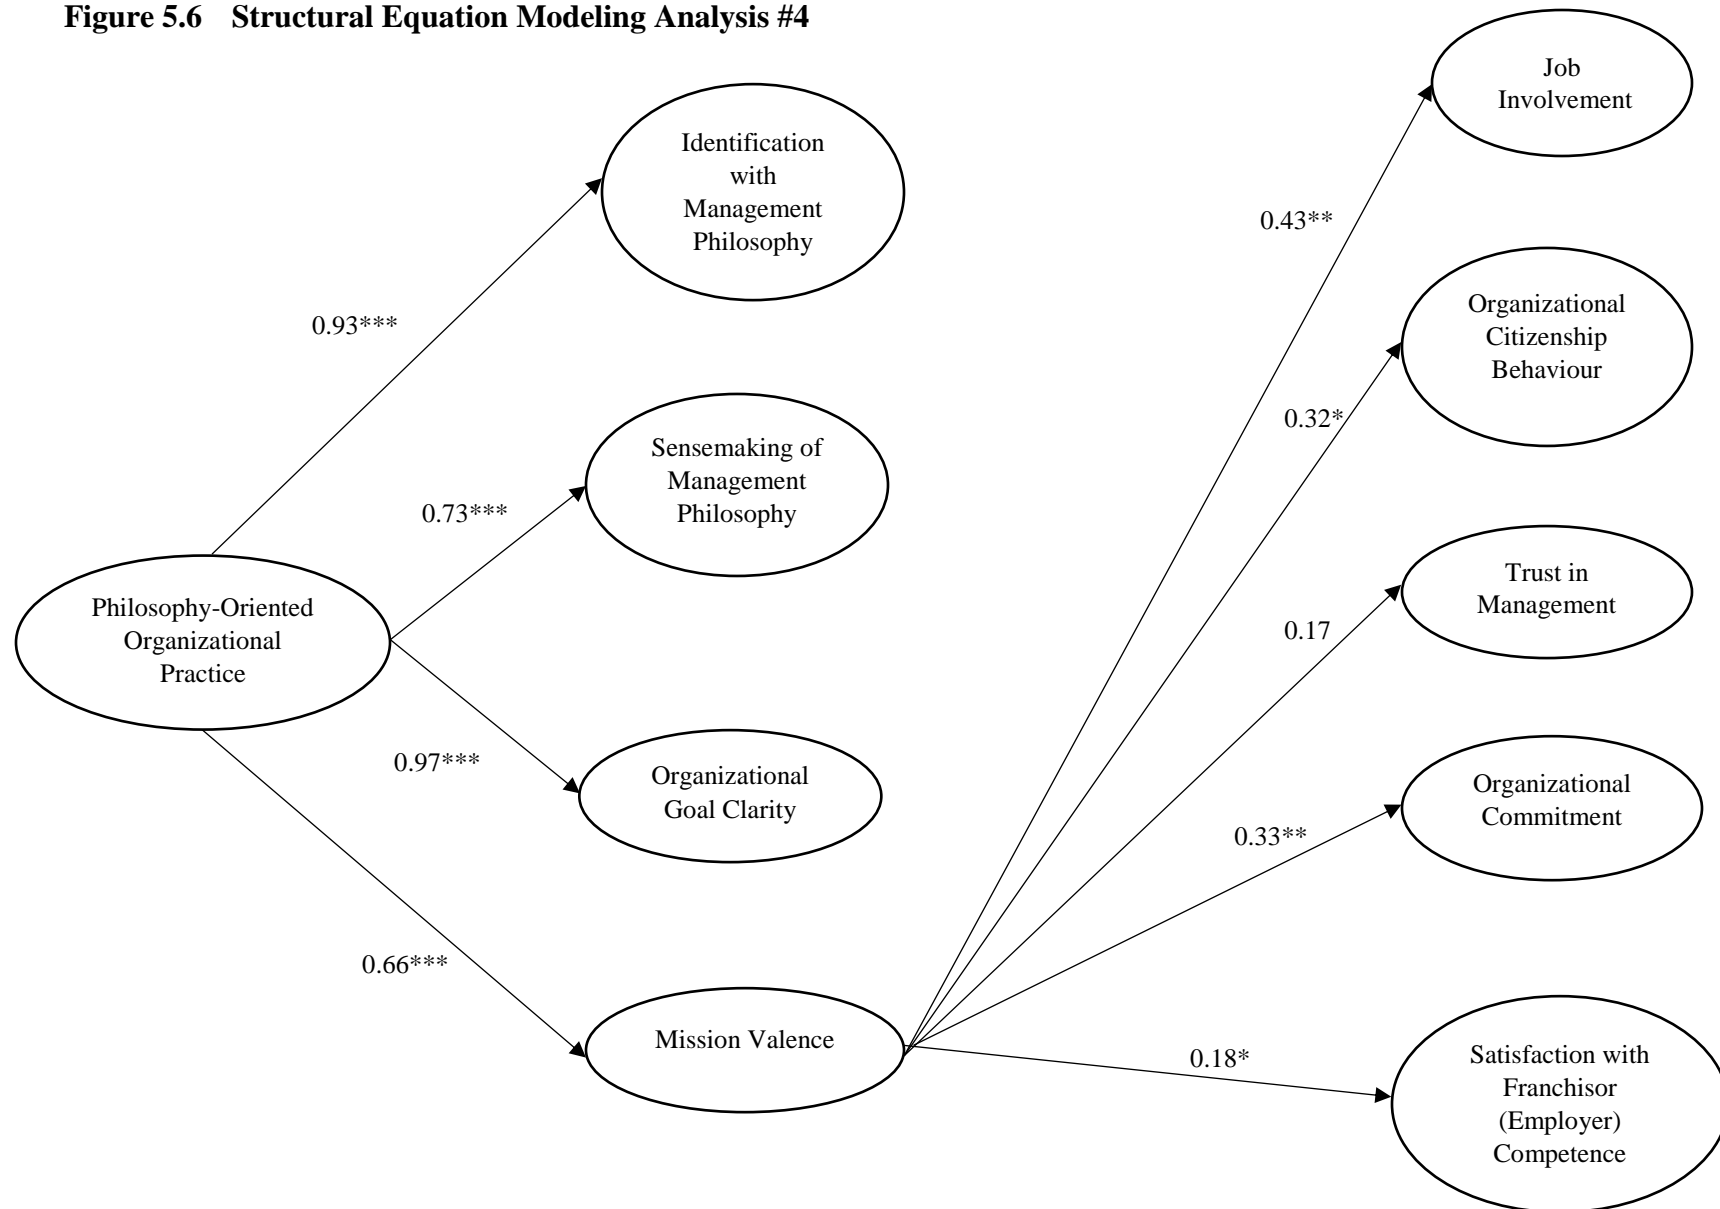 Figure 5.6 Structural Equation Modeling Analysis #4
Identification
with
Management
Philosophy
0.93***
Sensemaking of
Management
Philosophy
0.73***
Philosophy-Oriented
Organizational
Practice
0.97***
Organizational
Goal Clarity
0.66***
Mission Valence
Job
Involvement
0.43**
Organizational
Citizenship
Behaviour
0.32*
Trust in
Management
0.17
Organizational
Commitment
0.33**
0.18*
Satisfaction with
Franchisor
(Employer)
Competence